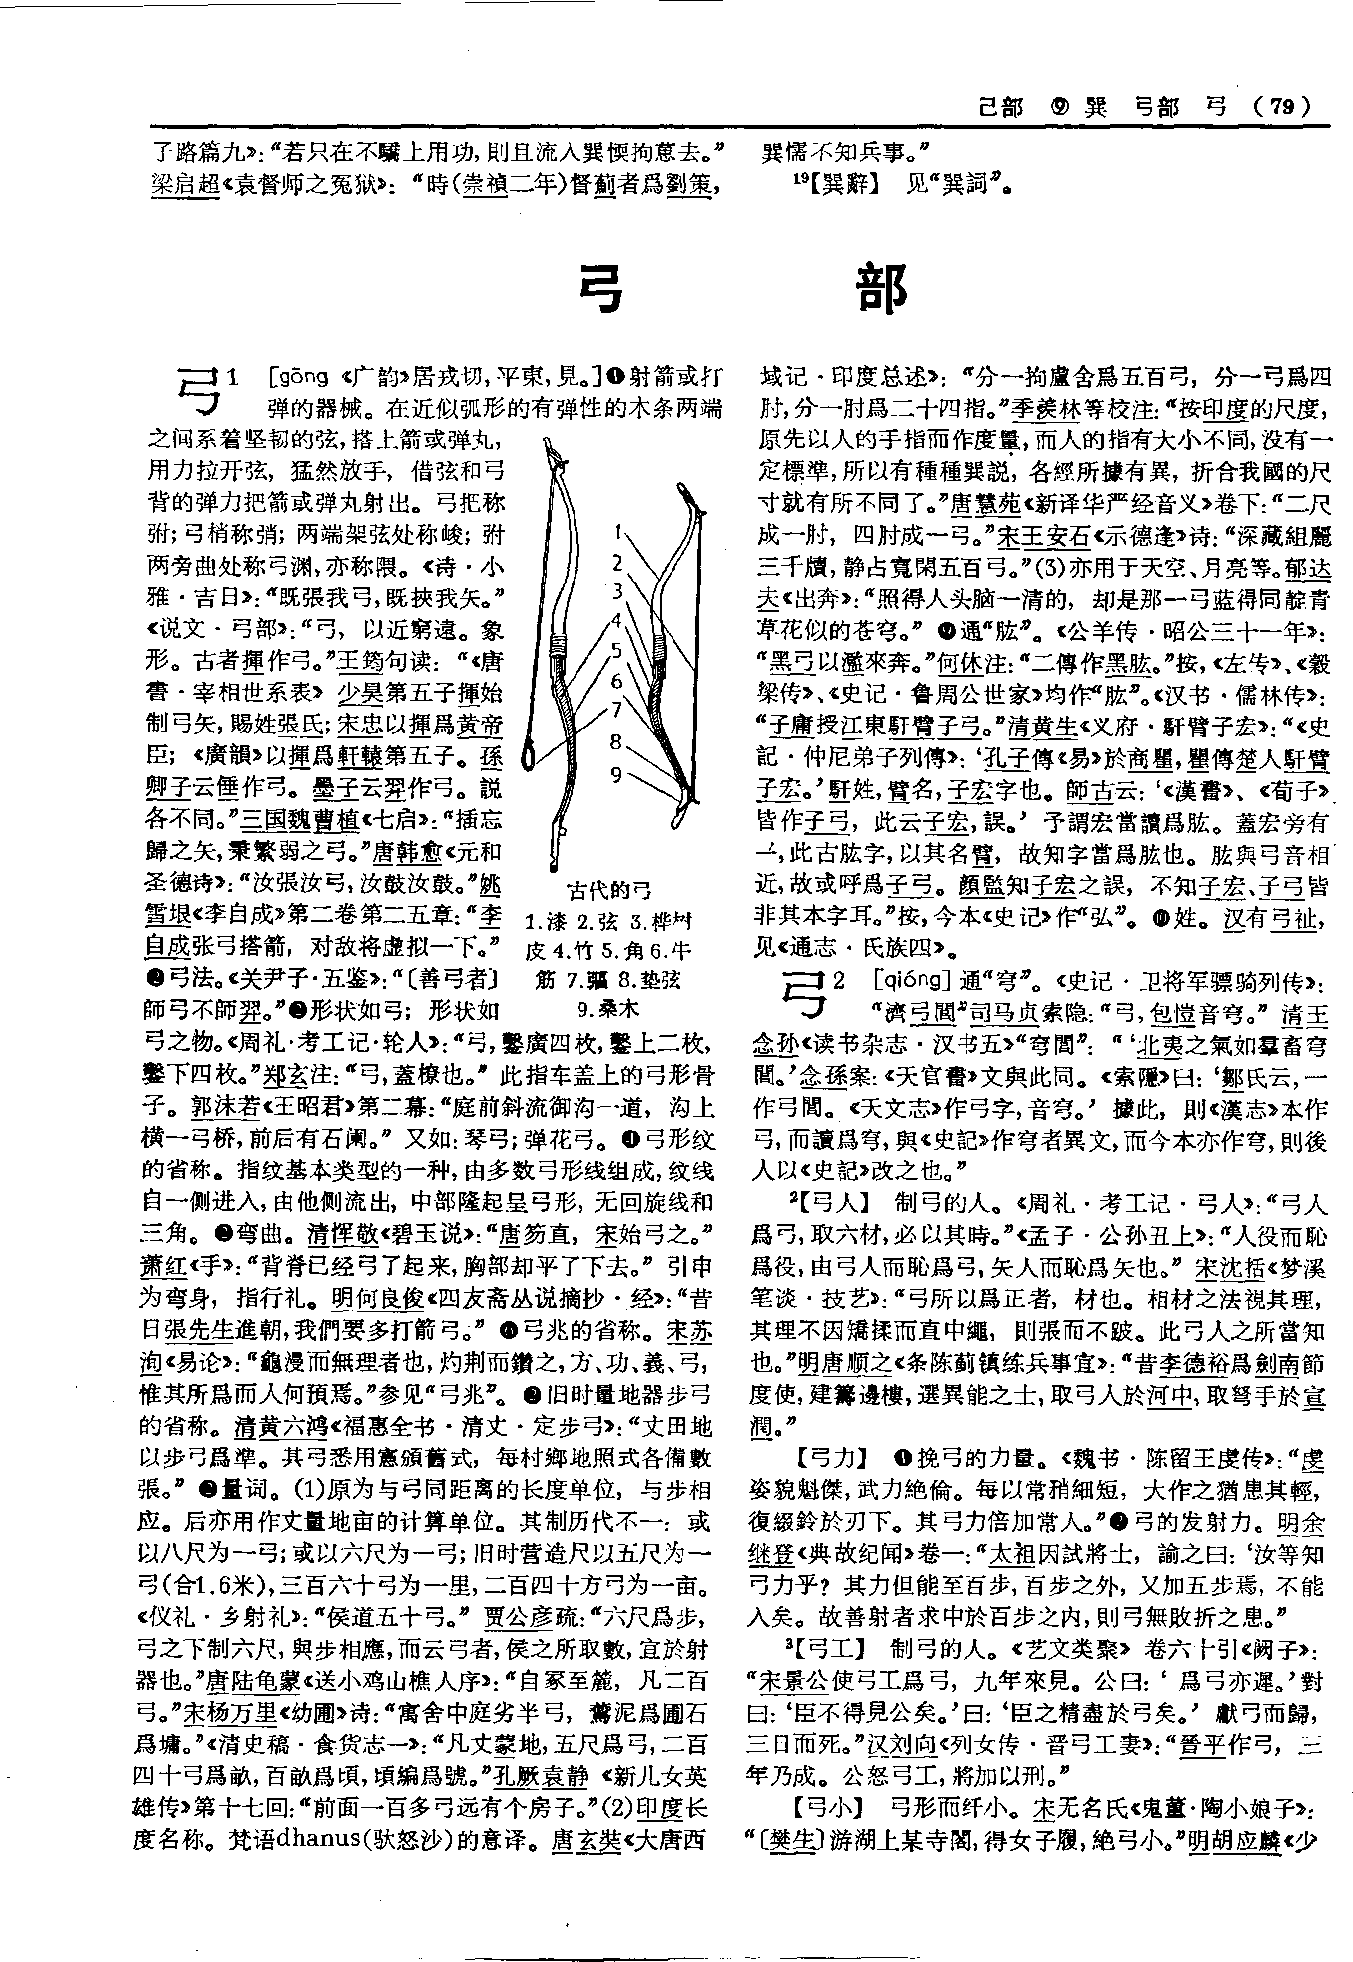 己部 ⑨ 巽 弓部 弓 (79)
了路篇九》：“若只在不驕上用功，則且流入巽愞拘蒽去。”
梁启超《袁督师之冤狱》：“時(崇禎二年)督薊者爲劉策，
巽懦不知兵事。”
¹⁹【巽辭】 见“巽詞”。
弓 部
弓1 [gōng《广韵》居戎切，平東，見。]❶射箭或打
弹的器械。在近似弧形的有弹性的木条两端
之间系着坚韧的弦，搭上箭或弹丸，
用力拉开弦，猛然放手，借弦和弓
背的弹力把箭或弹丸射出。弓把称
弣；弓梢称弰；两端架弦处称峻；弣
两旁曲处称弓渊，亦称隈。《诗·小
雅·吉日》：“既張我弓，既挾我矢。”
《说文·弓部》：“弓，以近窮遠。象
形。古者揮作弓。”王筠句读：“《唐
書·宰相世系表》少昊第五子揮始
制弓矢，賜姓張氏；宋忠以揮爲黄帝
臣；《廣韻》以揮爲軒轅第五子。孫
卿子云倕作弓。墨子云羿作弓。説
各不同。”三国魏曹植《七启》：“插忘
歸之矢，秉繁弱之弓。”唐韩愈《元和
圣德诗》：“汝張汝弓，汝鼓汝鼓。”姚
雪垠《李自成》第二卷第二五章：“李
自成张弓搭箭，对敌将虚拟一下。”
❷弓法。《关尹子·五鉴》：“〔善弓者〕
師弓不師羿。”❸形状如弓；形状如
弓之物。《周礼·考工记·轮人》：“弓，鑿廣四枚，鑿上二枚，
鑿下四枚。”郑玄注：“弓，蓋橑也。”此指车盖上的弓形骨
子。郭沫若《王昭君》第二幕：“庭前斜流御沟一道，沟上
横一弓桥，前后有石阑。”又如：琴弓；弹花弓。❹弓形纹
的省称。指纹基本类型的一种，由多数弓形线组成，纹线
自一侧进入，由他侧流出，中部隆起呈弓形，无回旋线和
三角。❺弯曲。清恽敬《碧玉说》：“唐笏直，宋始弓之。”
萧红《手》：“背脊已经弓了起来，胸部却平了下去。”引申
为弯身，指行礼。明何良俊《四友斋丛说摘抄·经》：“昔
日張先生進朝，我們要多打箭弓。”❻弓兆的省称。宋苏
洵《易论》：“龜漫而無理者也，灼荆而鑽之，方、功、義、弓，
惟其所爲而人何預焉。”参见“弓兆”。❼旧时量地器步弓
的省称。清黄六鸿《福惠全书·清丈·定步弓》：“丈田地
以步弓爲準。其弓悉用憲頒舊式，每村鄉地照式各備數
張。”❽量词。(1)原为与弓同距离的长度单位，与步相
应。后亦用作丈量地亩的计算单位。其制历代不一：或
以八尺为一弓；或以六尺为一弓；旧时营造尺以五尺为一
弓(合1.6米)，三百六十弓为一里，二百四十方弓为一亩。
《仪礼·乡射礼》：“侯道五十弓。”贾公彦疏：“六尺爲步，
弓之下制六尺，與步相應，而云弓者，侯之所取數，宜於射
器也。”唐陆龟蒙《送小鸡山樵人序》：“自冢至麓，凡二百
弓。”宋杨万里《幼圃》诗：“寓舍中庭劣半弓，薵泥爲圃石
爲墉。”《清史稿·食货志一》：“凡丈蒙地，五尺爲弓，二百
四十弓爲畝，百畝爲頃，頃編爲號。”孔厥袁静《新儿女英
雄传》第十七回：“前面一百多弓远有个房子。”(2)印度长
度名称。梵语dhanus(驮怒沙)的意译。唐玄奘《大唐西
1
2
3
4
5
6
7
8
9
古代的弓
1.漆 2.弦 3.桦树
皮 4.竹 5.角 6.牛
筋 7.彄 8.垫弦
9.桑木
域记·印度总述》：“分一拘盧舍爲五百弓，分一弓爲四
肘，分一肘爲二十四指。”季羡林等校注：“按印度的尺度，
原先以人的手指而作度量，而人的指有大小不同，没有一
定標準，所以有種種異説，各經所據有異，折合我國的尺
寸就有所不同了。”唐慧苑《新译华严经音义》卷下：“二尺
成一肘，四肘成一弓。”宋王安石《示德逢》诗：“深藏組麗
三千牘，静占寬閑五百弓。”(3)亦用于天空、月亮等。郁达
夫《出奔》：“照得人头脑一清的，却是那一弓蓝得同靛青
草花似的苍穹。”❾通“肱”。《公羊传·昭公三十一年》：
“黑弓以濫來奔。”何休注：“二傳作黑肱。”按，《左传》、《穀
梁传》、《史记·鲁周公世家》均作“肱”。《汉书·儒林传》：
“子庸授江東馯臂子弓。”清黄生《义府·馯臂子宏》：“《史
記·仲尼弟子列傳》：‘孔子傳《易》於商瞿，瞿傳楚人馯臂
子宏。’馯姓，臂名，子宏字也。師古云：‘《漢書》、《荀子》
皆作子弓，此云子宏，誤。’予謂宏當讀爲肱。蓋宏旁有
厶，此古肱字，以其名臂，故知字當爲肱也。肱與弓音相
近，故或呼爲子弓。顔監知子宏之誤，不知子宏、子弓皆
非其本字耳。”按，今本《史记》作“弘”。❿姓。汉有弓祉，
见《通志·氏族四》。
弓2 [qióng]通“穹”。《史记·卫将军骠骑列传》：
“濟弓閭”司马贞索隐：“弓，包愷音穹。”清王
念孙《读书杂志·汉书五》“穹閭”：“‘北夷之氣如羣畜穹
閭。’念孫案：《天官書》文與此同。《索隱》曰：‘鄒氏云，一
作弓閭。《天文志》作弓字，音穹。’據此，則《漢志》本作
弓，而讀爲穹，與《史記》作穹者異文，而今本亦作穹，則後
人以《史記》改之也。”
²【弓人】 制弓的人。《周礼·考工记·弓人》：“弓人
爲弓，取六材，必以其時。”《孟子·公孙丑上》：“人役而恥
爲役，由弓人而恥爲弓，矢人而恥爲矢也。”宋沈括《梦溪
笔谈·技艺》：“弓所以爲正者，材也。相材之法視其理，
其理不因矯揉而直中繩，則張而不跛。此弓人之所當知
也。”明唐顺之《条陈蓟镇练兵事宜》：“昔李德裕爲劍南節
度使，建籌邊樓，選異能之士，取弓人於河中，取弩手於宣
潤。”
【弓力】 ❶挽弓的力量。《魏书·陈留王虔传》：“虔
姿貌魁傑，武力絶倫。每以常矟細短，大作之猶患其輕，
復綴鈴於刃下。其弓力倍加常人。”❷弓的发射力。明余
继登《典故纪闻》卷一：“太祖因試將士，諭之曰：‘汝等知
弓力乎？其力但能至百步，百步之外，又加五步焉，不能
入矣。故善射者求中於百步之内，則弓無敗折之患。”
³【弓工】 制弓的人。《艺文类聚》卷六十引《阙子》：
“宋景公使弓工爲弓，九年來見。公曰：‘爲弓亦遲。’對
曰：‘臣不得見公矣。’曰：‘臣之精盡於弓矣。’獻弓而歸，
三日而死。”汉刘向《列女传·晋弓工妻》：“晉平作弓，三
年乃成。公怒弓工，將加以刑。”
【弓小】 弓形而纤小。宋无名氏《鬼董·陶小娘子》：
“〔樊生〕游湖上某寺閣，得女子履，絶弓小。”明胡应麟《少